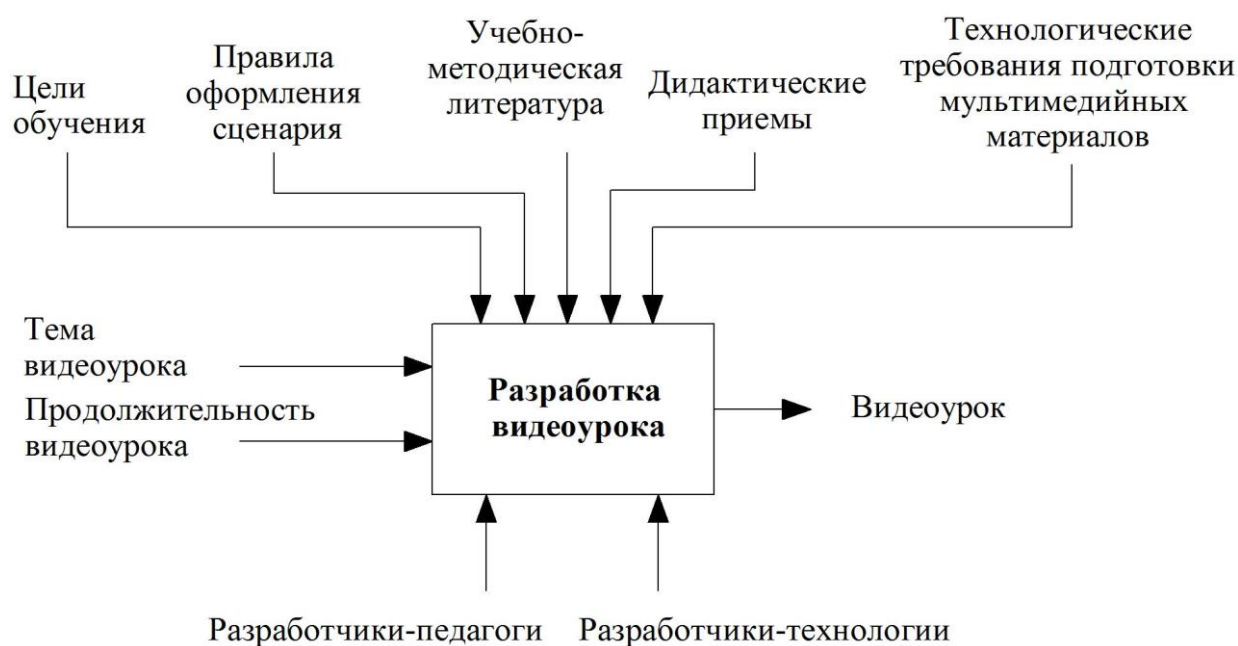 Цели
обучения
Правила
оформления
сценария
Учебно-
методическая
литература
Дидактические
приемы
Технологические
требования подготовки
мультимедийных
материалов
Тема
видеоурока
Продолжительность
видеоурока
Разработка
видеоурока
Видеоурок
Разработчики-педагоги
Разработчики-технологии